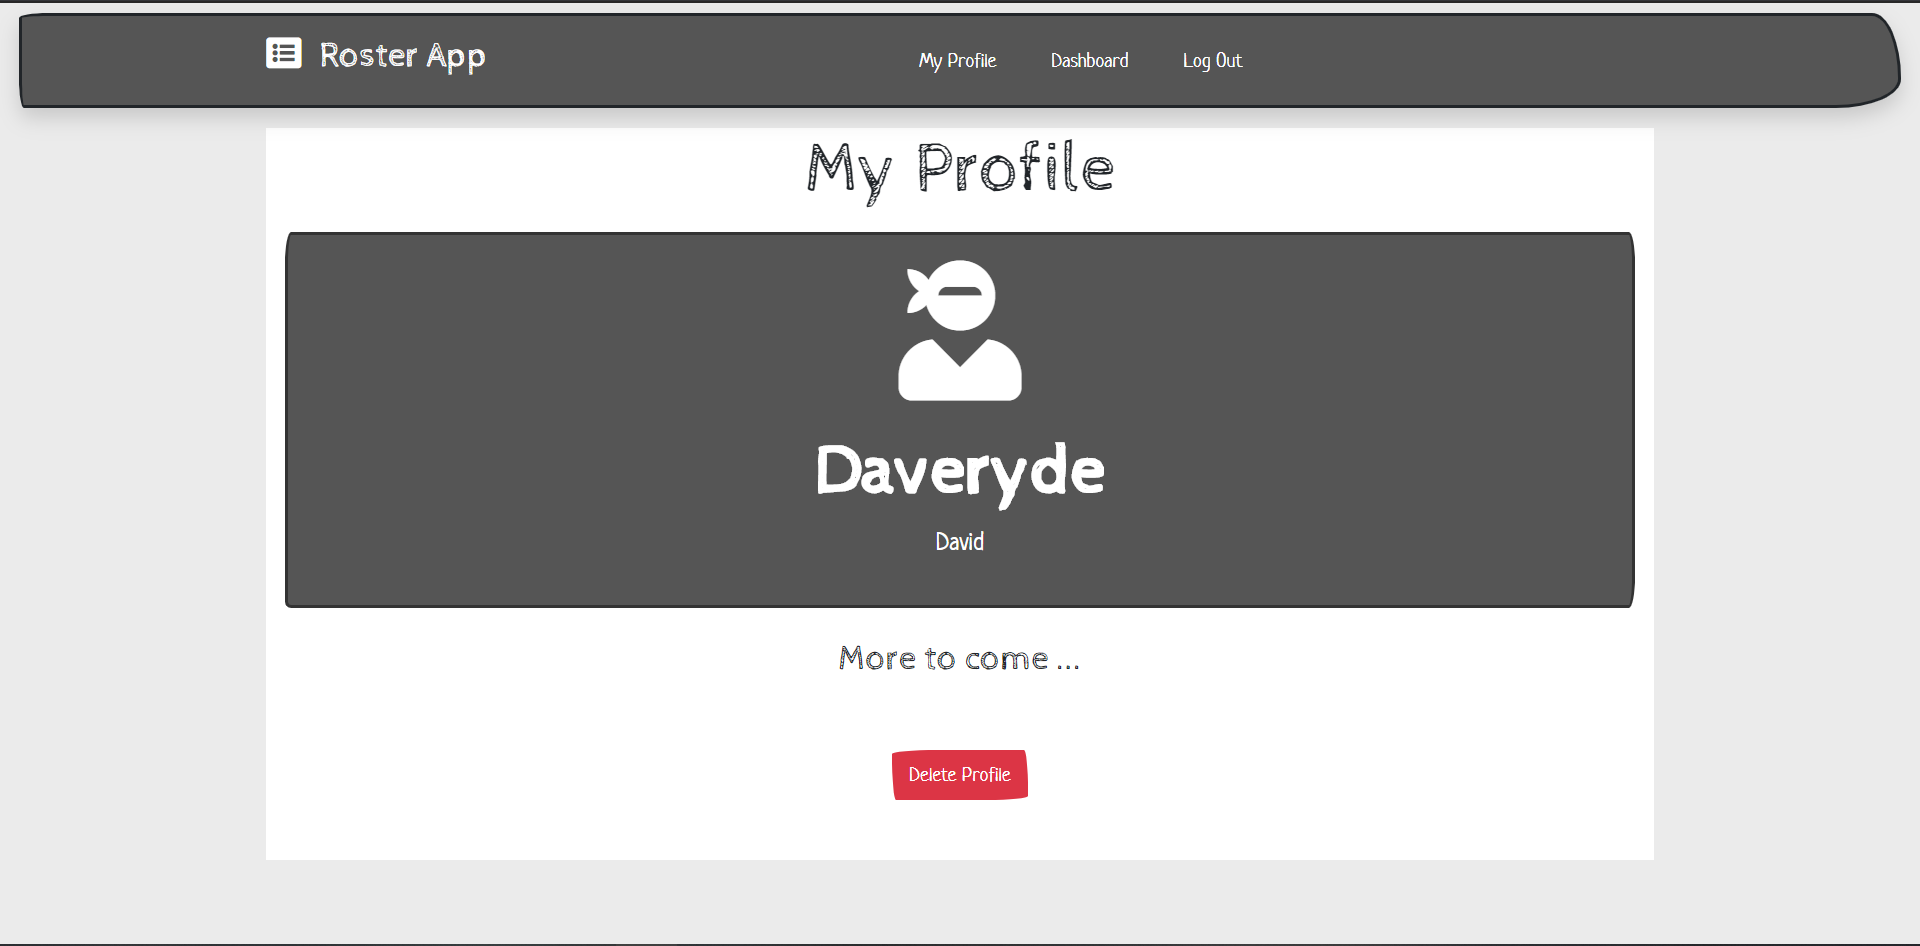 Roster App
My Profile
Dashboard
Log Out
My Profile
Daveryde
David
More to come ...
Delete Profile